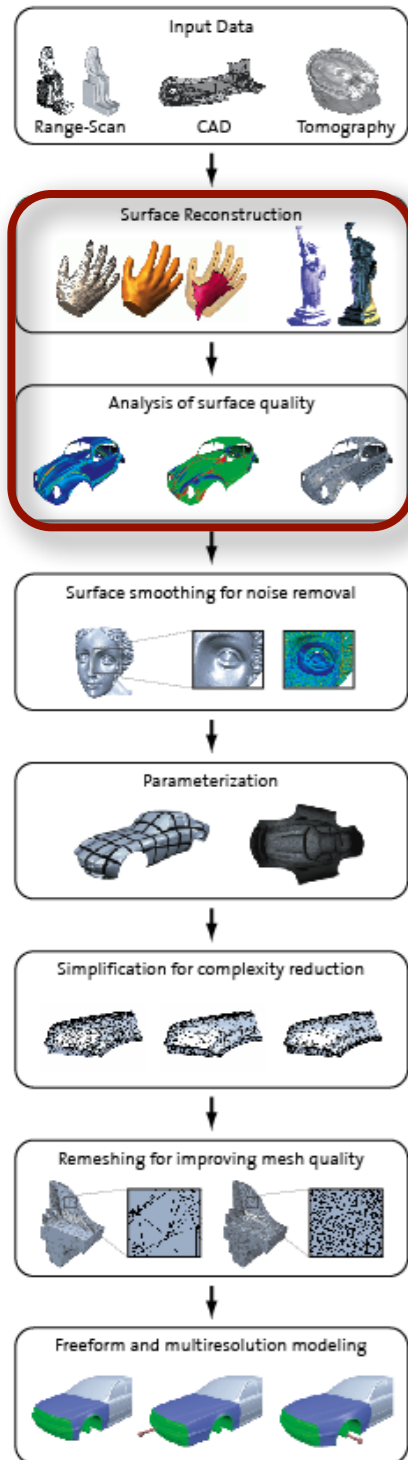 Input Data
Range-Scan CAD Tomography
Surface Reconstruction
Analysis of surface quality
Surface smoothing for noise removal
Parameterization
Simplification for complexity reduction
Remeshing for improving mesh quality
Freeform and multiresolution modeling